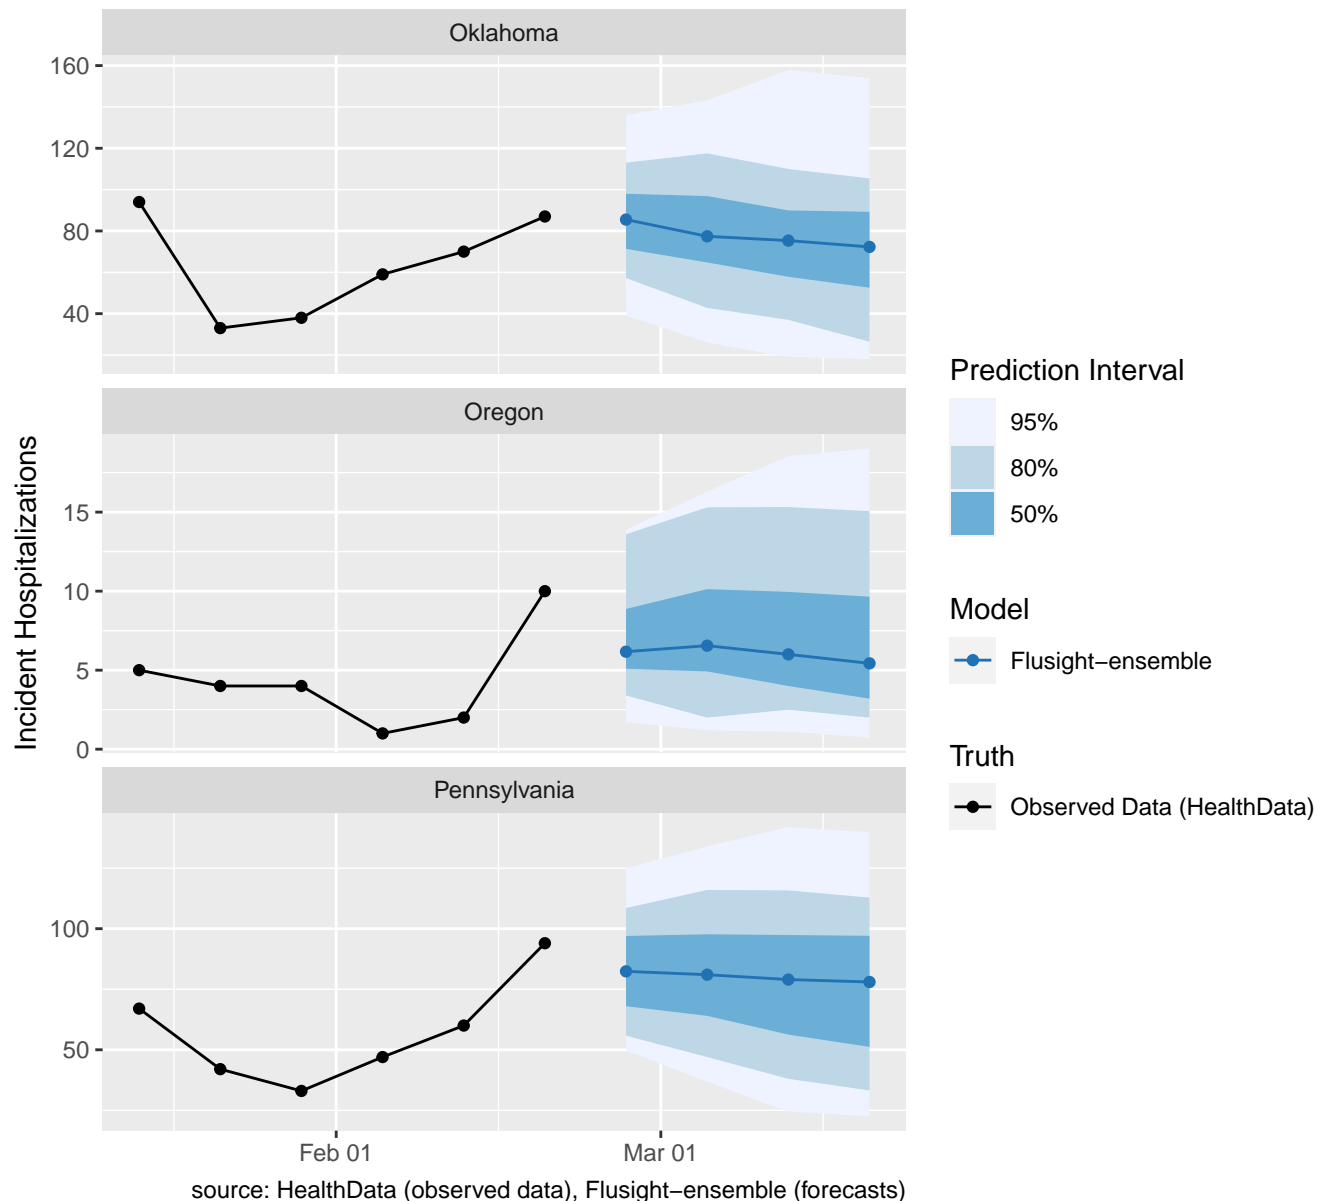 Oklahoma
160
120
80
40
Oregon
15
10
5
0
Pennsylvania
100
50
Feb 01
Mar 01
Incident Hospitalizations
source: HealthData (observed data), Flusight−ensemble (forecasts)
Prediction Interval
95%
80%
50%
Model
Flusight−ensemble
Truth
Observed Data (HealthData)